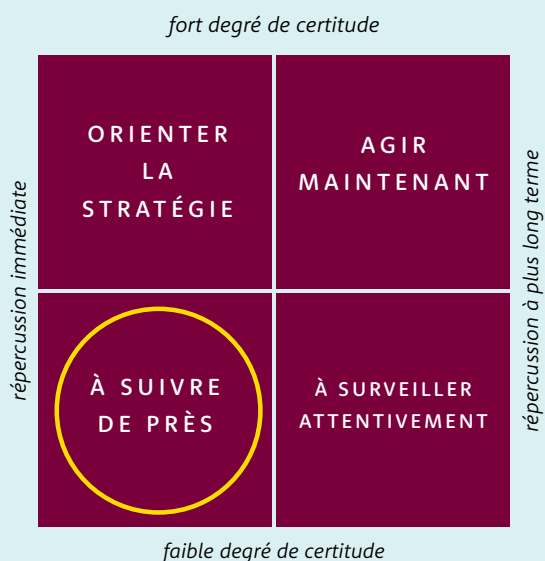 fort degré de certitude
répercussion immédiate
ORIENTER
LA
STRATÉGIE
AGIR
MAINTENANT
répercussion à plus long terme
À SUIVRE
DE PRÈS
À SURVEILLER
ATTENTIVEMENT
faible degré de certitude